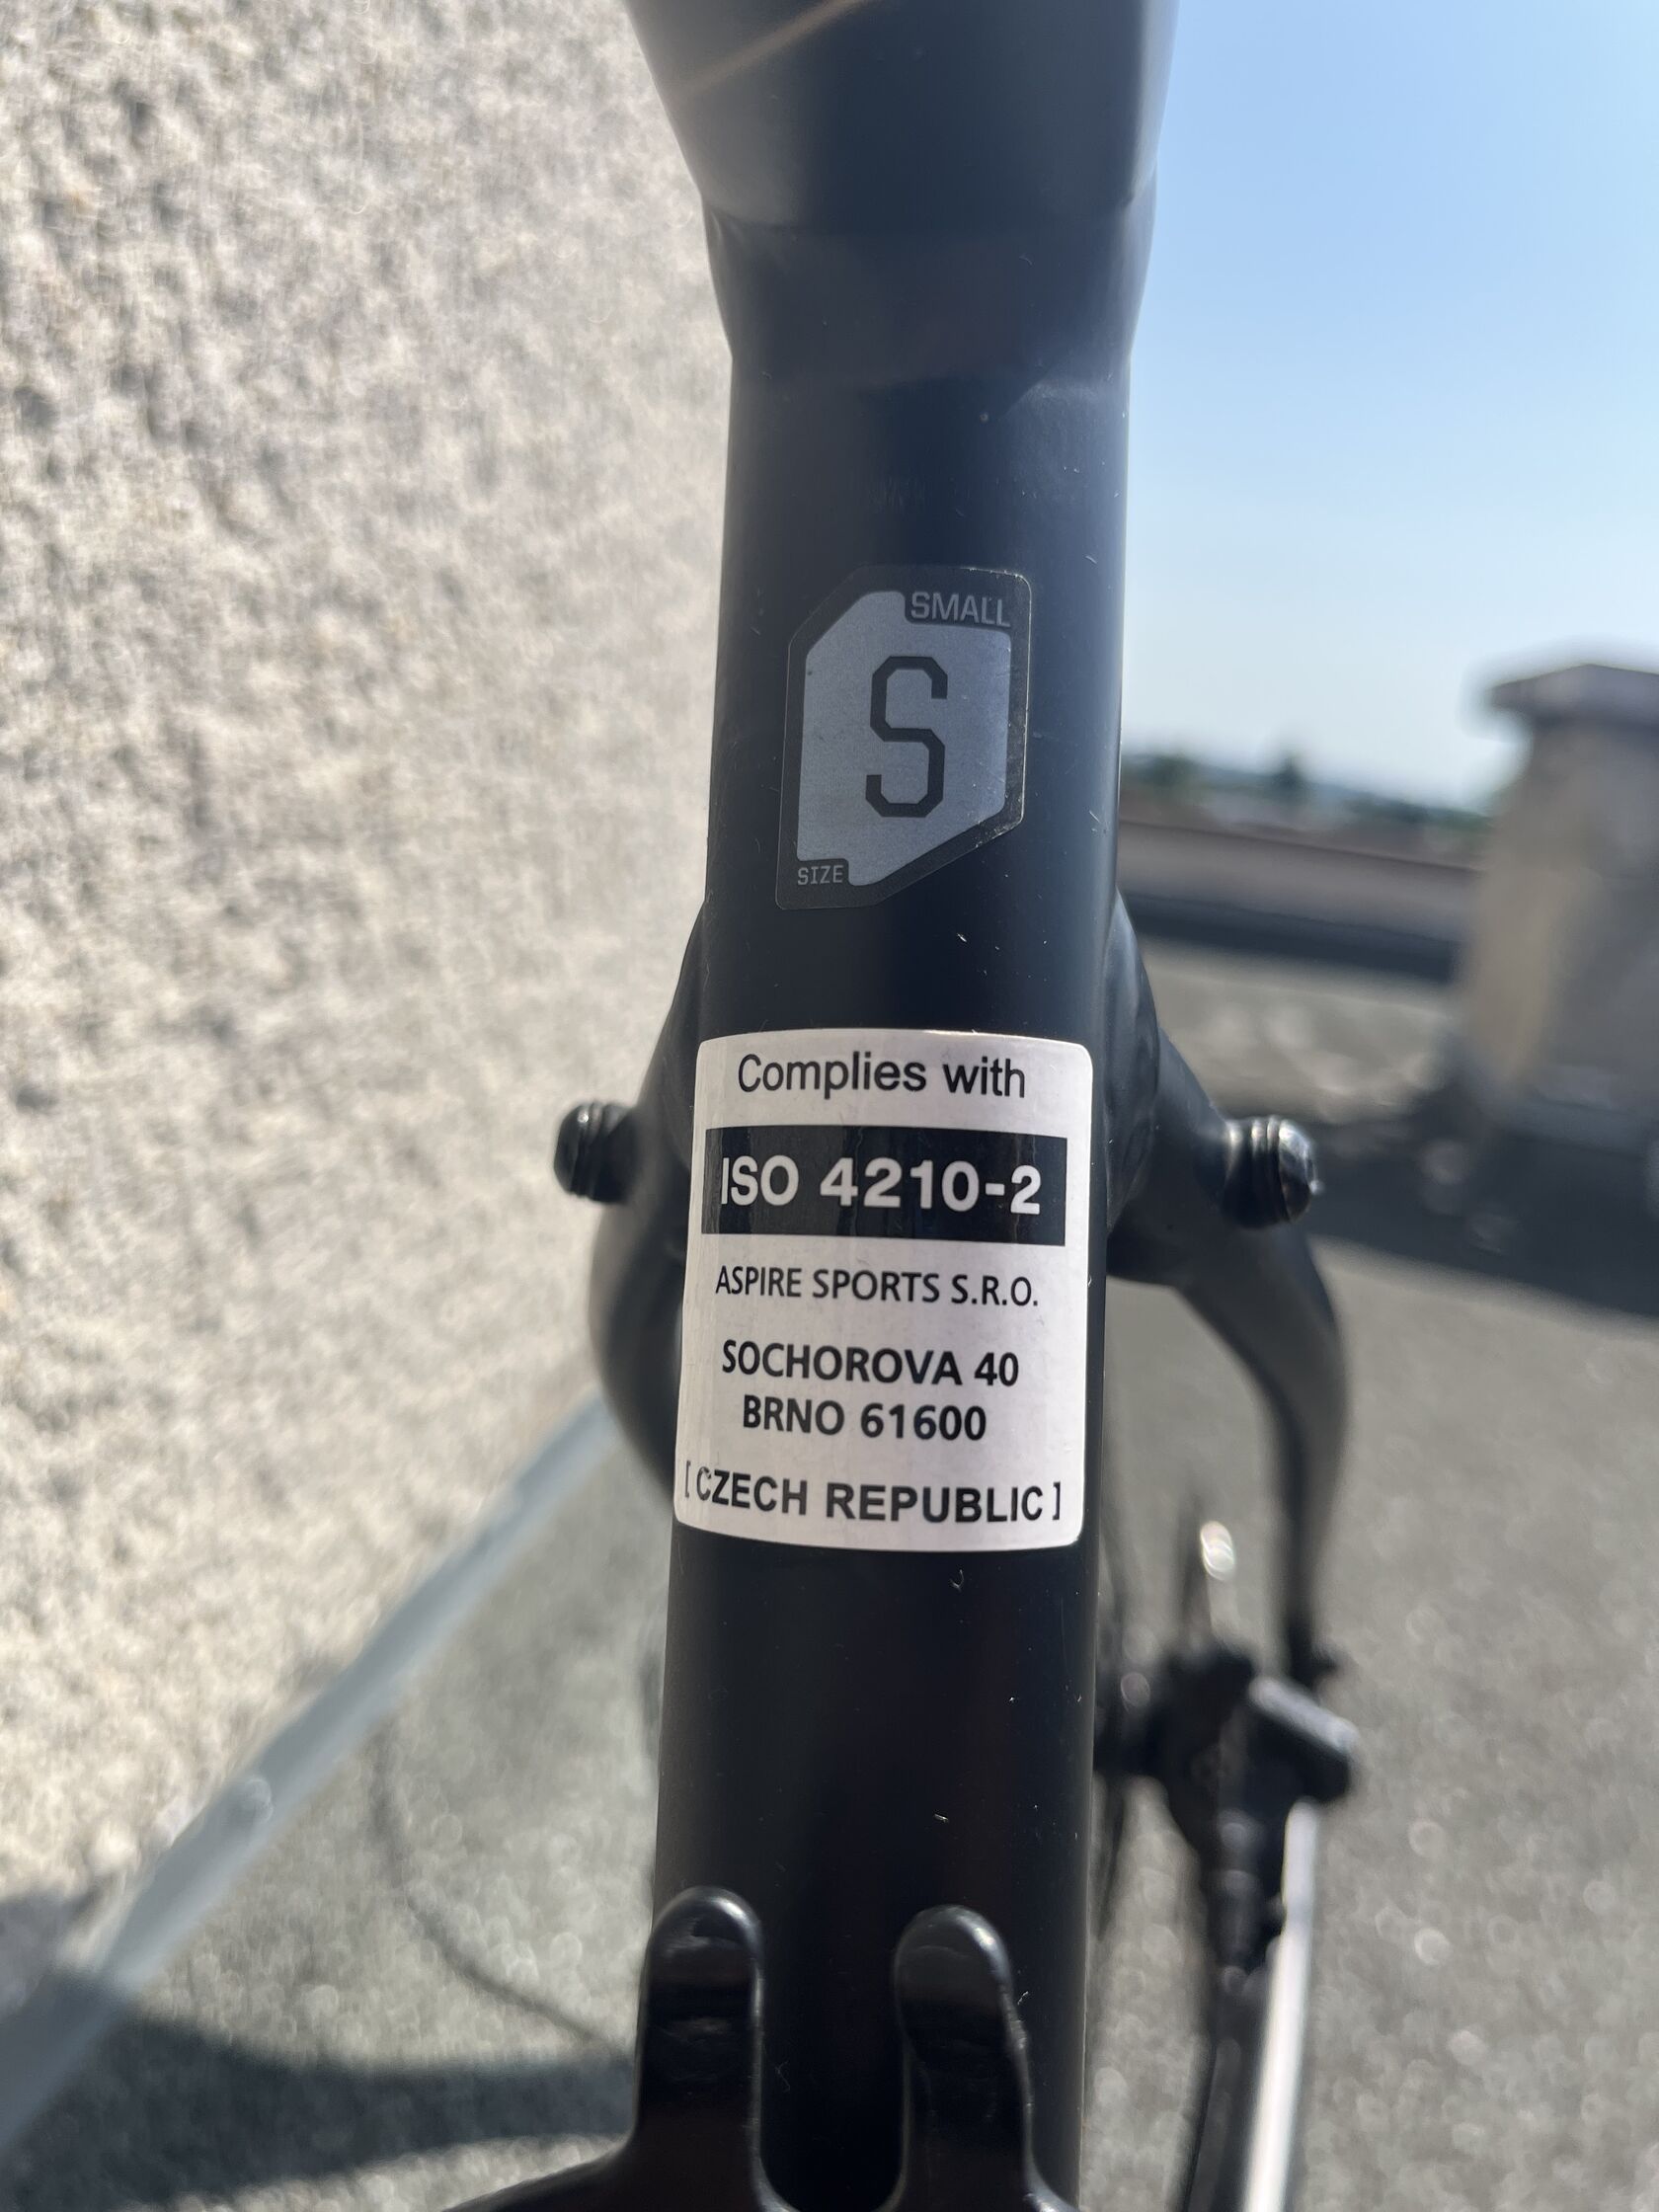 SMALL
S
SIZE
Complies with
ISO 4210-2
ASPIRE SPORTS S.R.O.
SOCHOROVA 40
BRNO 61600
[CZECH REPUBLIC]